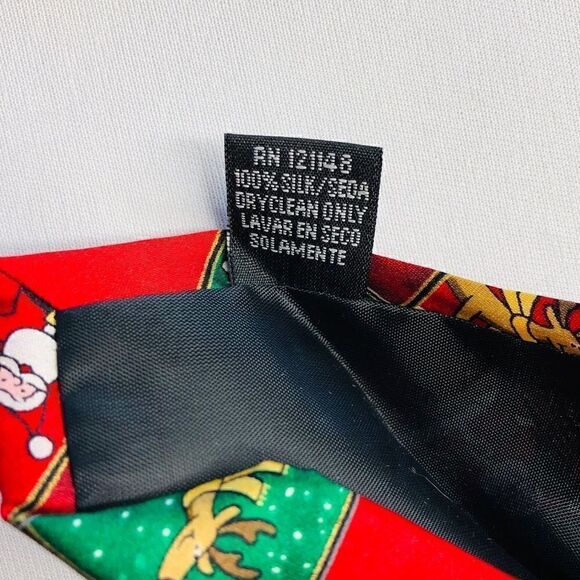 RN 121148
100% SILK/SEDA
DRYCLEAN ONLY
LAVAR EN SECO
SOLAMENTE